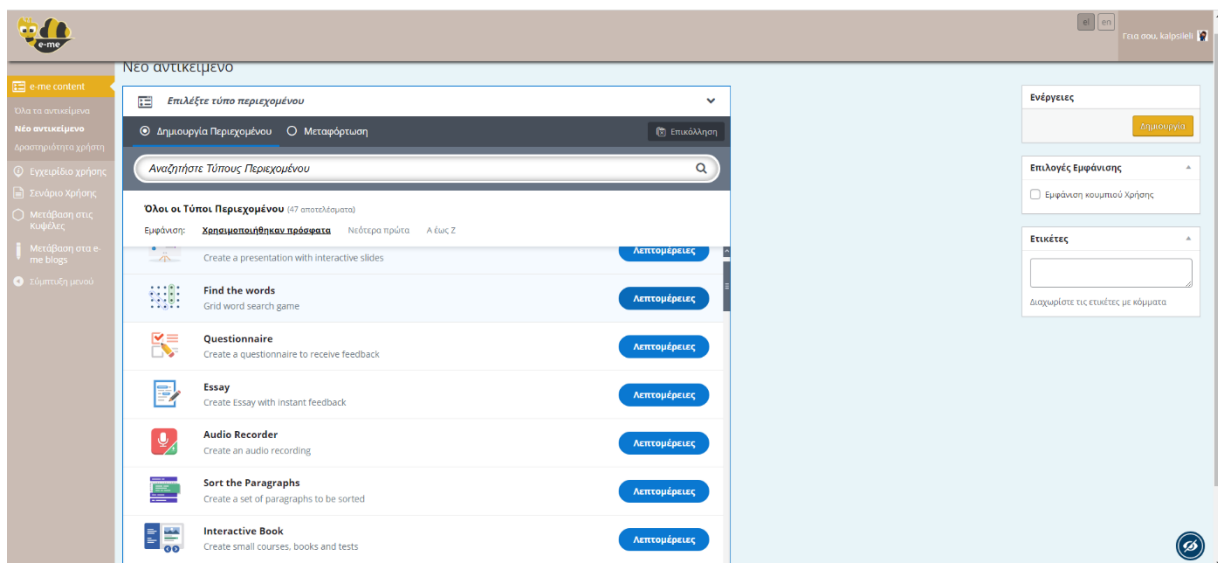 e-me
el en
Γεια σου, kalpsileli
Νέο αντικείμενο
e-me content
Όλα τα αντικείμενα
Νέο αντικείμενο
Δραστηριότητα χρήστη
Εγχειρίδιο χρήσης
Σενάριο Χρήσης
Μετάβαση στις
Κυψέλες
Μετάβαση στα e-
me blogs
Σύμπτυξη μενού
Επιλέξτε τύπο περιεχομένου
Δημιουργία Περιεχομένου Μεταφόρτωση Επικόλληση
Αναζητήστε Τύπους Περιεχομένου
Όλοι οι Τύποι Περιεχομένου (47 αποτελέσματα)
Εμφάνιση: Χρησιμοποιήθηκαν πρόσφατα Νεότερα πρώτα Α έως Ζ
Create a presentation with interactive slides
Λεπτομέρειες
Find the words
Grid word search game
Λεπτομέρειες
Questionnaire
Create a questionnaire to receive feedback
Λεπτομέρειες
Essay
Create Essay with instant feedback
Λεπτομέρειες
Audio Recorder
Create an audio recording
Λεπτομέρειες
Sort the Paragraphs
Create a set of paragraphs to be sorted
Λεπτομέρειες
Interactive Book
Create small courses, books and tests
Λεπτομέρειες
Ενέργειες
Δημιουργία
Επιλογές Εμφάνισης
Εμφάνιση κουμπιού Χρήσης
Ετικέτες
Διαχωρίστε τις ετικέτες με κόμματα